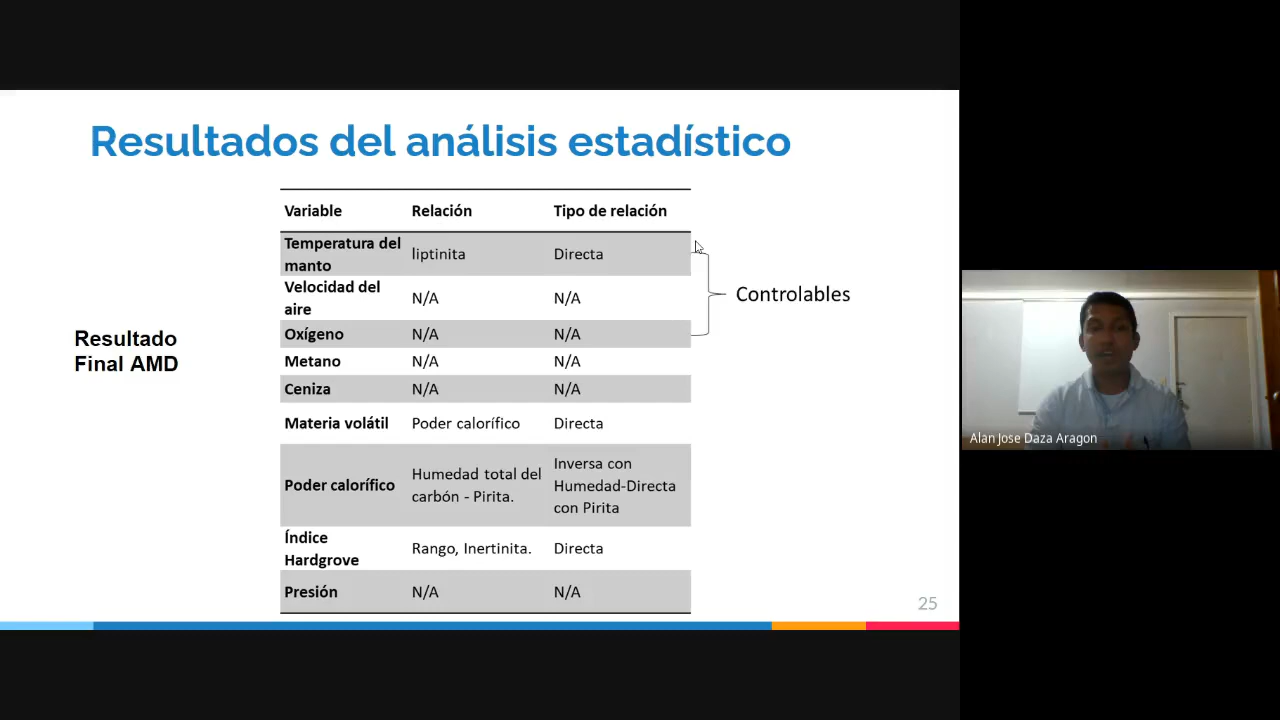 Resultados del análisis estadístico
Resultado
Final AMD
Variable Relación Tipo de relación
Temperatura del
manto liptinita Directa
Velocidad del
aire N/A N/A
Oxígeno N/A N/A
Metano N/A N/A
Ceniza N/A N/A
Materia volátil Poder calorífico Directa
Poder calorífico Humedad total del
carbón - Pirita. Inversa con
Humedad-Directa
con Pirita
Índice
Hardgrove Rango, Inertinita. Directa
Presión N/A N/A
Controlables
25
Alan Jose Daza Aragon